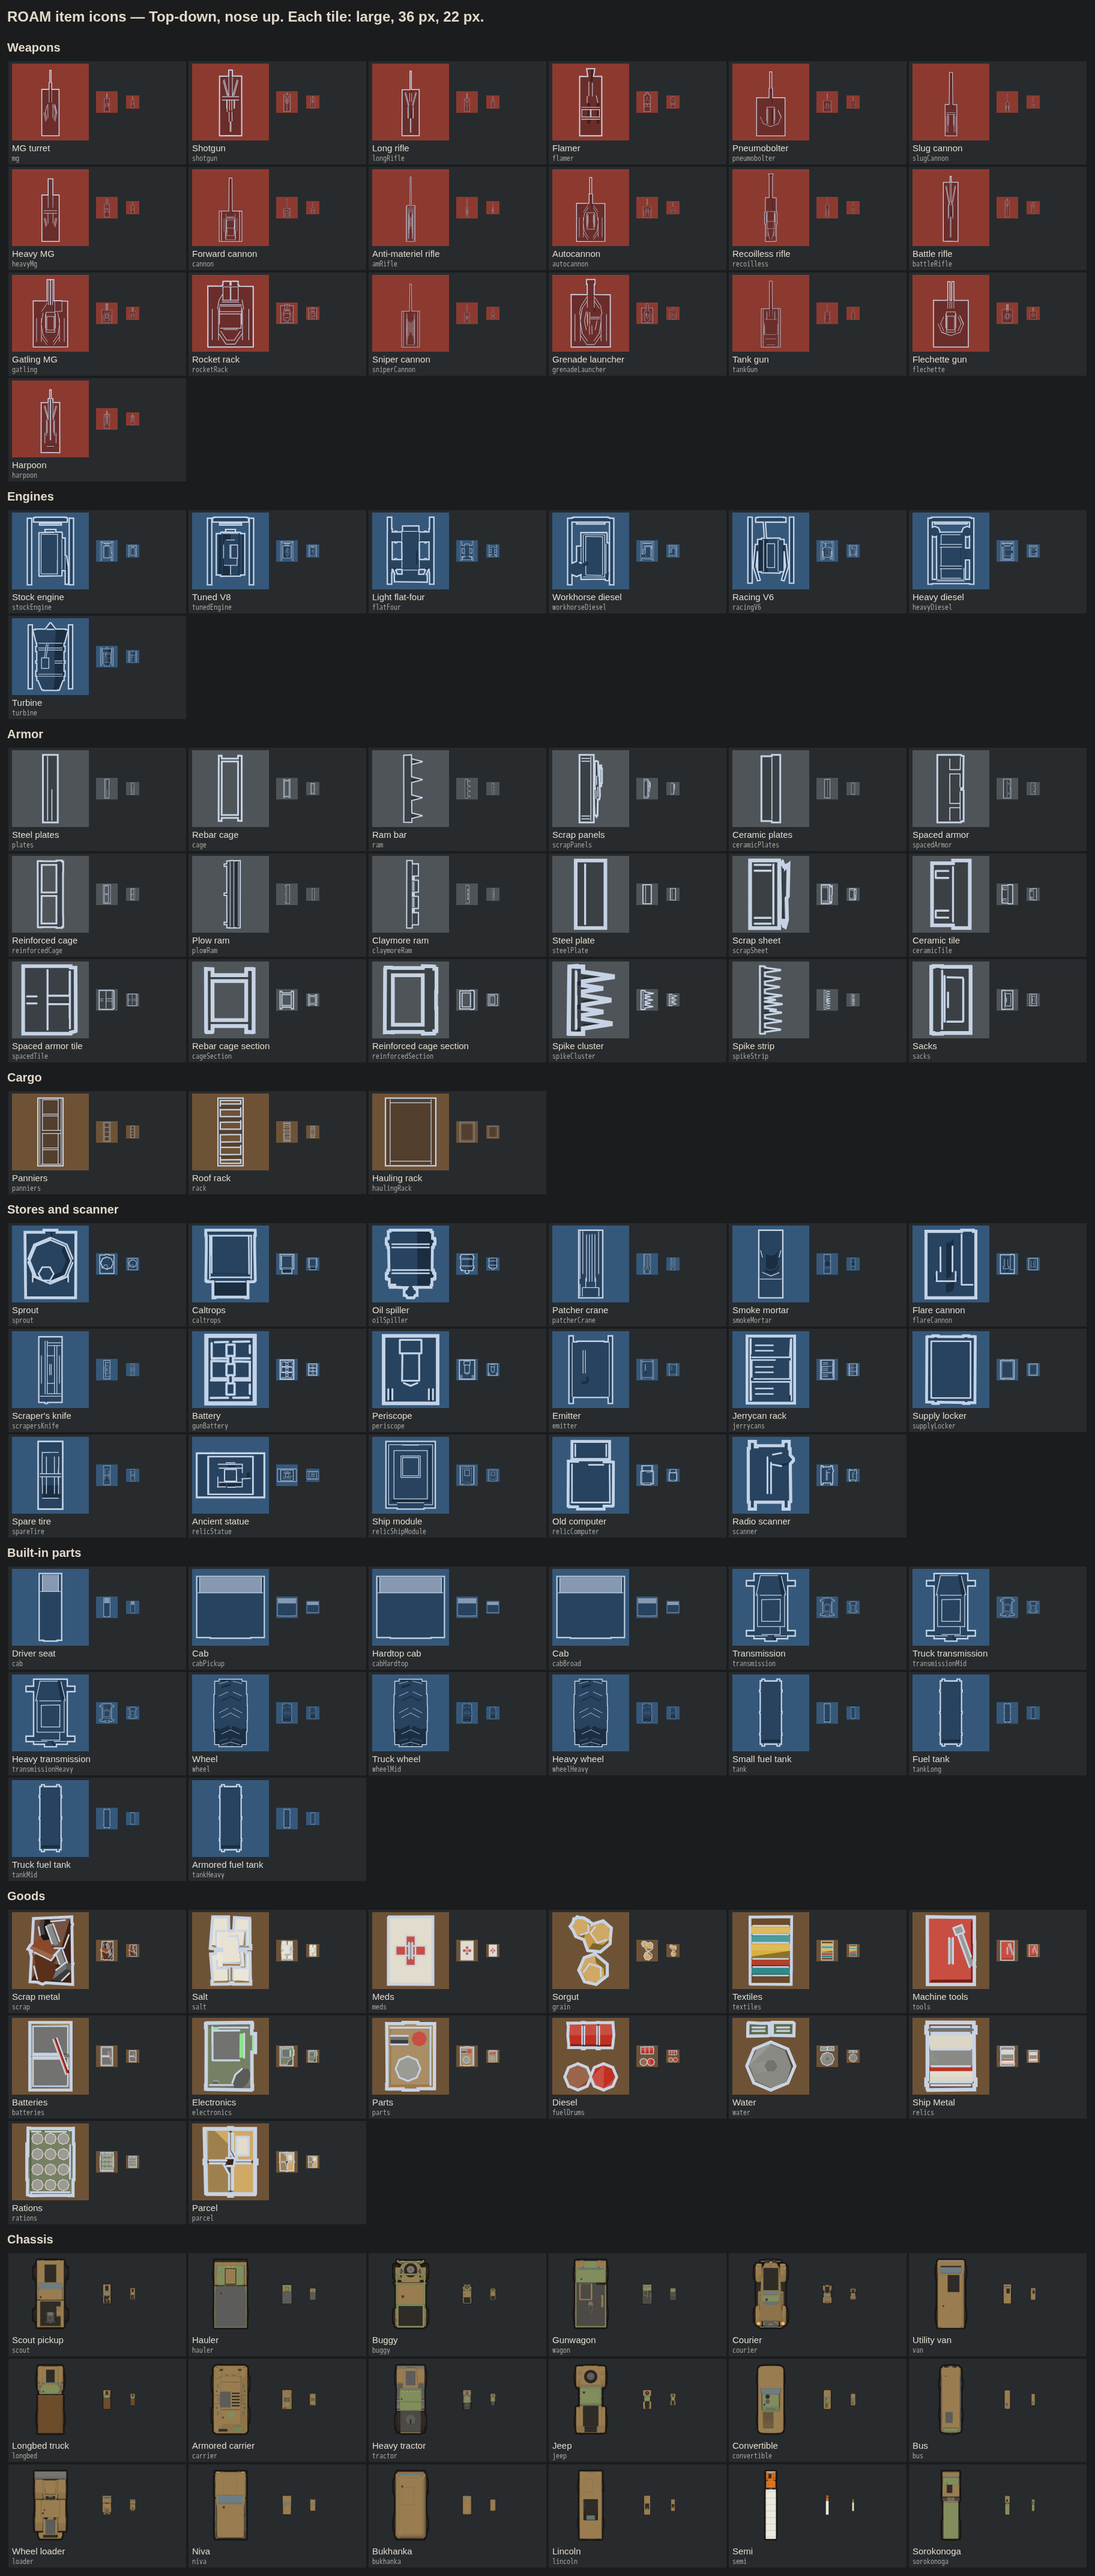 ROAM item icons — Top-down, nose up. Each tile: large, 36 px, 22 px.
Weapons
MG turret
mg
Shotgun
shotgun
Long rifle
longRifle
Flamer
flamer
Pneumobolter
pneumobolter
Slug cannon
slugCannon
Heavy MG
heavyMg
Forward cannon
cannon
Anti-materiel rifle
amRifle
Autocannon
autocannon
Recoilless rifle
recoilless
Battle rifle
battleRifle
Gatling MG
gatling
Rocket rack
rocketRack
Sniper cannon
sniperCannon
Grenade launcher
grenadeLauncher
Tank gun
tankGun
Flechette gun
flechette
Harpoon
harpoon
Engines
Stock engine
stockEngine
Tuned V8
tunedEngine
Light flat-four
flatFour
Workhorse diesel
workhorseDiesel
Racing V6
racingV6
Heavy diesel
heavyDiesel
Turbine
turbine
Armor
Steel plates
plates
Rebar cage
cage
Ram bar
ram
Scrap panels
scrapPanels
Ceramic plates
ceramicPlates
Spaced armor
spacedArmor
Reinforced cage
reinforcedCage
Plow ram
plowRam
Claymore ram
claymoreRam
Steel plate
steelPlate
Scrap sheet
scrapSheet
Ceramic tile
ceramicTile
Spaced armor tile
spacedTile
Rebar cage section
cageSection
Reinforced cage section
reinforcedSection
Spike cluster
spikeCluster
Spike strip
spikeStrip
Sacks
sacks
Cargo
Panniers
panniers
Roof rack
rack
Hauling rack
haulingRack
Stores and scanner
Sprout
sprout
Caltrops
caltrops
Oil spiller
oilSpiller
Patcher crane
patcherCrane
Smoke mortar
smokeMortar
Flare cannon
flareCannon
Scraper's knife
scrapersKnife
Battery
gunBattery
Periscope
periscope
Emitter
emitter
Jerrycan rack
jerrycans
Supply locker
supplyLocker
Spare tire
spareTire
Ancient statue
relicStatue
Ship module
relicShipModule
Old computer
relicComputer
Radio scanner
scanner
Built-in parts
Driver seat
cab
Cab
cabPickup
Hardtop cab
cabHardtop
Cab
cabBroad
Transmission
transmission
Truck transmission
transmissionMid
Heavy transmission
transmissionHeavy
Wheel
wheel
Truck wheel
wheelMid
Heavy wheel
wheelHeavy
Small fuel tank
tank
Fuel tank
tankLong
Truck fuel tank
tankMid
Armored fuel tank
tankHeavy
Goods
Scrap metal
scrap
Salt
salt
Meds
meds
Sorgut
grain
Textiles
textiles
Machine tools
tools
Batteries
batteries
Electronics
electronics
Parts
parts
Diesel
fuelDrums
Water
water
Ship Metal
relics
Rations
rations
Parcel
parcel
Chassis
Scout pickup
scout
Hauler
hauler
Buggy
buggy
Gunwagon
wagon
Courier
courier
Utility van
van
Longbed truck
longbed
Armored carrier
carrier
Heavy tractor
tractor
Jeep
jeep
Convertible
convertible
Bus
bus
Wheel loader
loader
Niva
niva
Bukhanka
bukhanka
Lincoln
lincoln
Semi
semi
Sorokonoga
sorokonoga